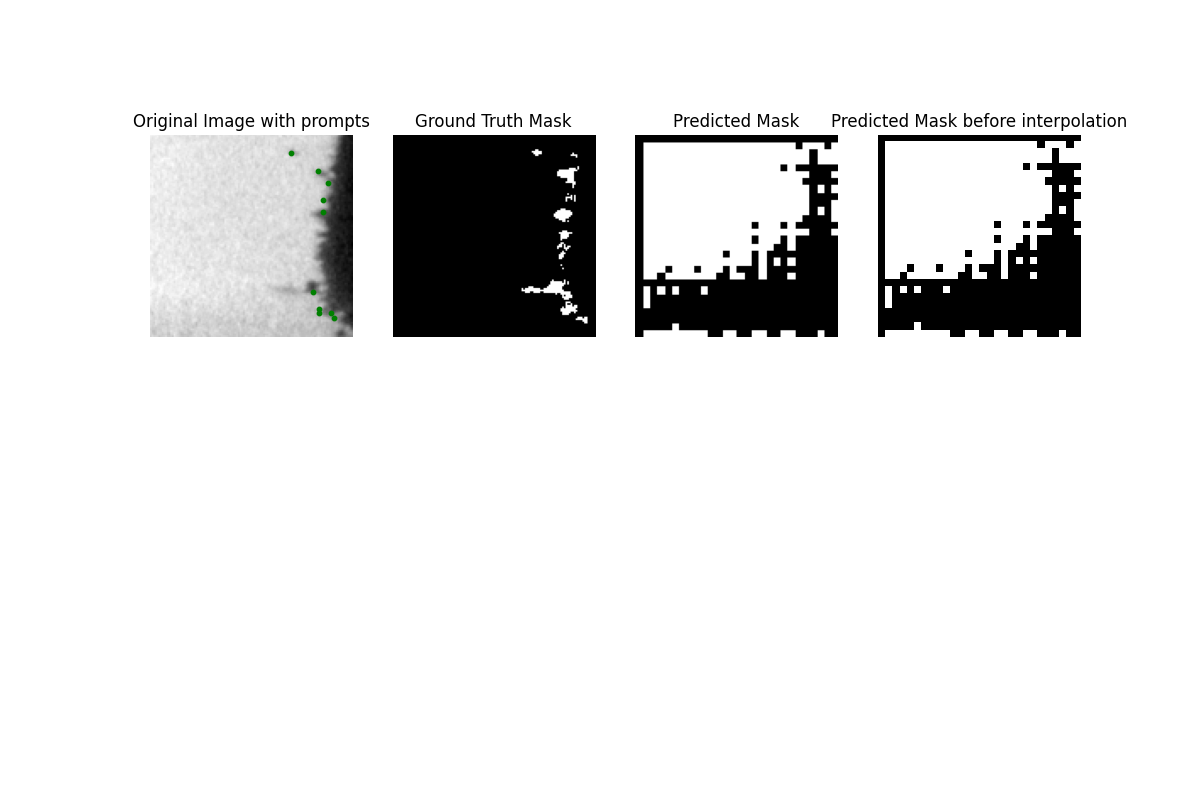 Original Image with prompts
Ground Truth Mask
Predicted Mask
Predicted Mask before interpolation